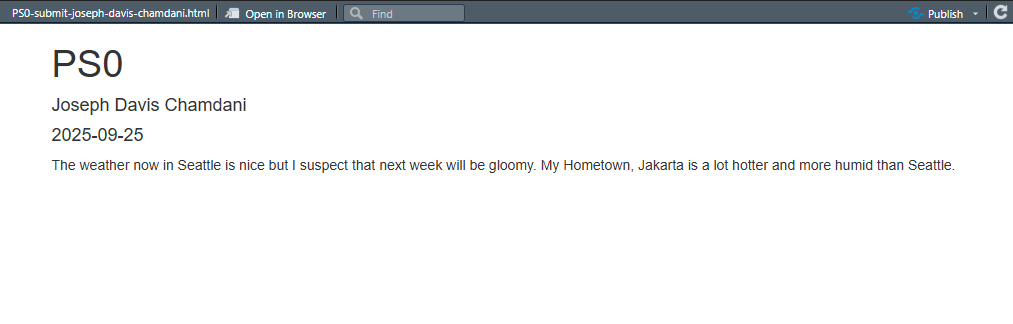 PS0-submit-joseph-davis-chamdani.html Open in Browser Find Publish
PS0
Joseph Davis Chamdani
2025-09-25
The weather now in Seattle is nice but I suspect that next week will be gloomy. My Hometown, Jakarta is a lot hotter and more humid than Seattle.